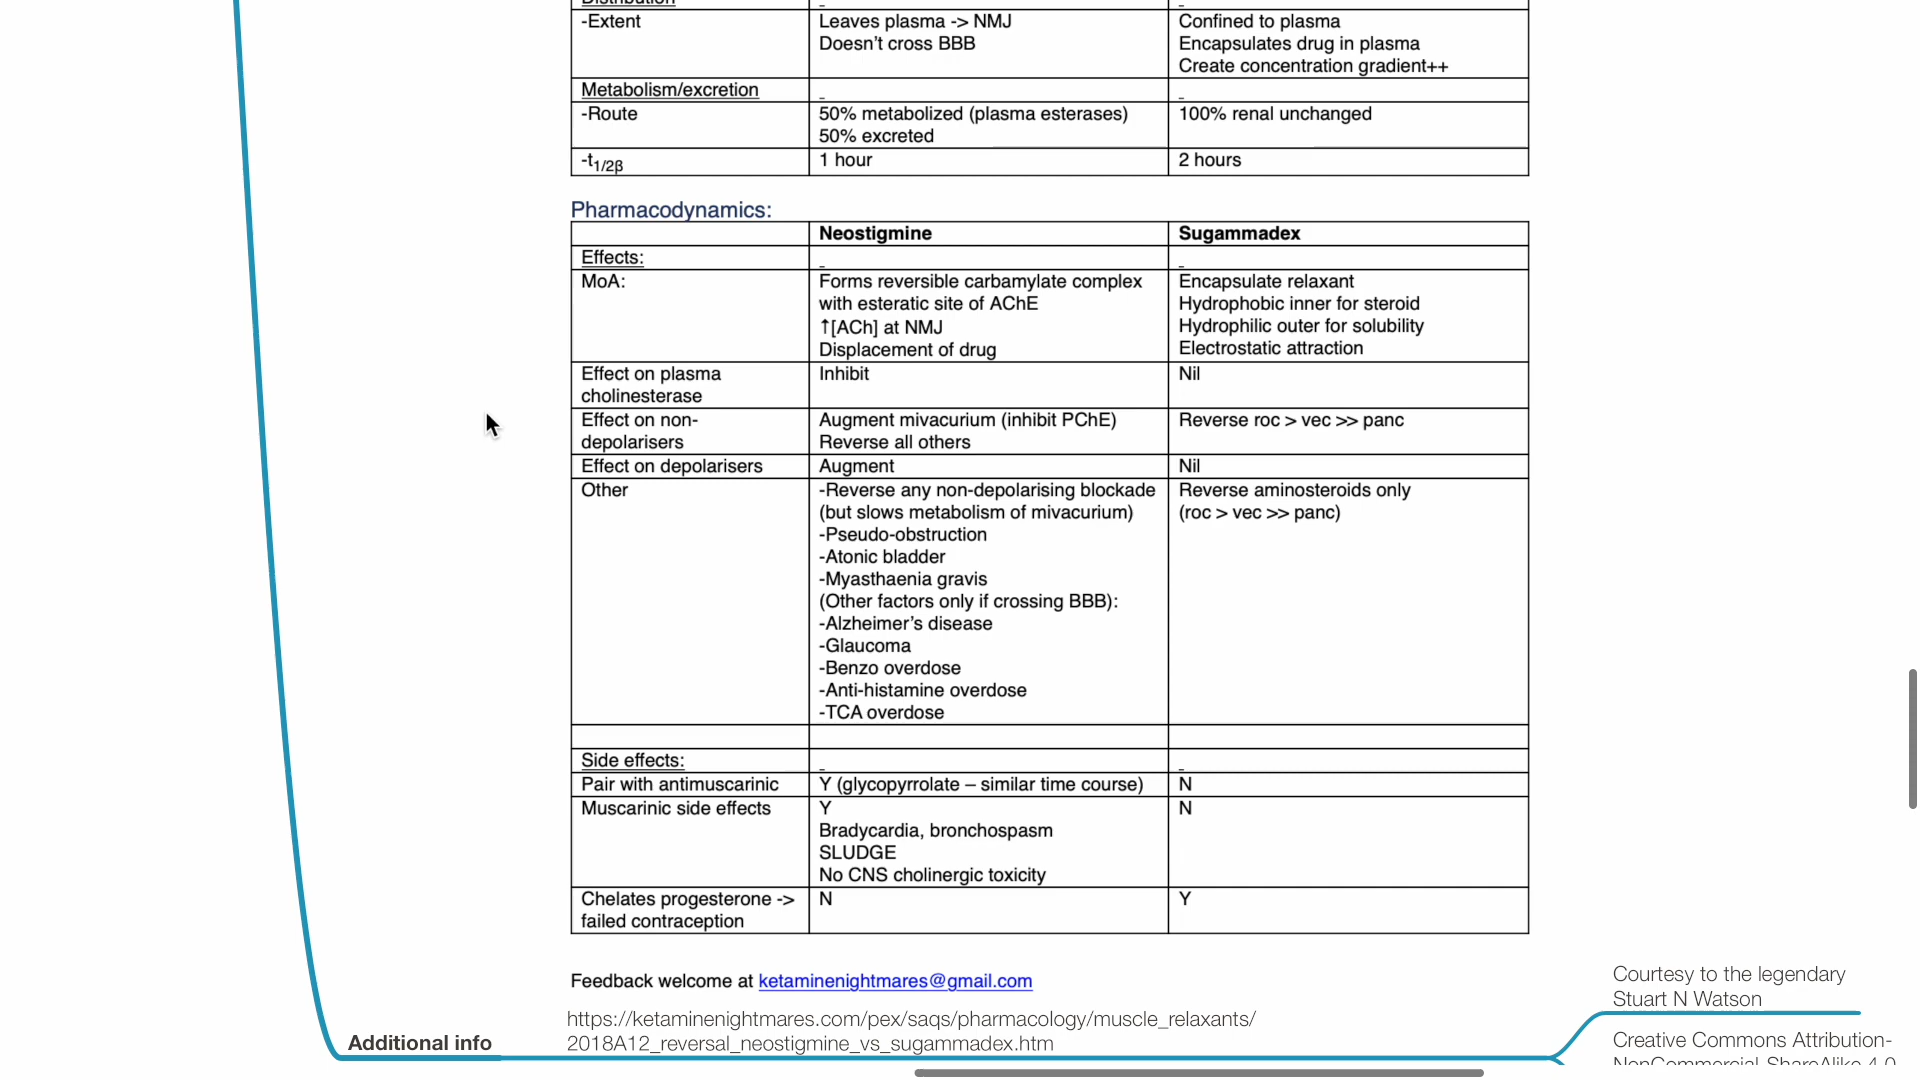 Distribution
-Extent
Leaves plasma -> NMJ
Doesn't cross BBB
Confined to plasma
Encapsulates drug in plasma
Create concentration gradient++
Metabolism/excretion
-Route
50% metabolized (plasma esterases)
50% excreted
100% renal unchanged
-t1/2β
1 hour
2 hours
Pharmacodynamics:
Neostigmine
Sugammadex
Effects:
MoA:
Forms reversible carbamylate complex
with esteratic site of AChE
↑[ACh] at NMJ
Displacement of drug
Encapsulate relaxant
Hydrophobic inner for steroid
Hydrophilic outer for solubility
Electrostatic attraction
Effect on plasma
cholinesterase
Inhibit
Nil
Effect on non-
depolarisers
Augment mivacurium (inhibit PChE)
Reverse all others
Reverse roc > vec >> panc
Effect on depolarisers
Augment
Nil
Other
-Reverse any non-depolarising blockade
(but slows metabolism of mivacurium)
-Pseudo-obstruction
-Atonic bladder
-Myasthaenia gravis
(Other factors only if crossing BBB):
-Alzheimer's disease
-Glaucoma
-Benzo overdose
-Anti-histamine overdose
-TCA overdose
Reverse aminosteroids only
(roc > vec >> panc)
Side effects:
Pair with antimuscarinic
Y (glycopyrrolate – similar time course)
N
Muscarinic side effects
Y
Bradycardia, bronchospasm
SLUDGE
No CNS cholinergic toxicity
N
Chelates progesterone ->
failed contraception
N
Y
Feedback welcome at ketaminenightmares@gmail.com
Additional info
https://ketaminenightmares.com/pex/saqs/pharmacology/muscle_relaxants/
2018A12_reversal_neostigmine_vs_sugammadex.htm
Courtesy to the legendary
Stuart N Watson
Creative Commons Attribution-
NonCommercial-ShareAlike 4.0